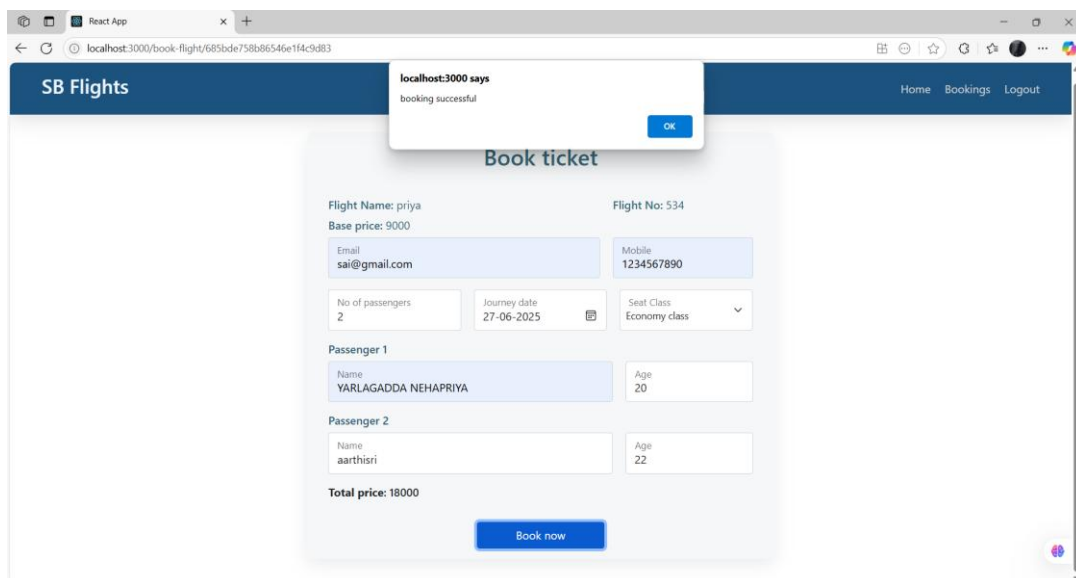 React App
localhost:3000/book-flight/685bde758b86546e1f4c9d83
localhost:3000 says
booking successful
OK
SB Flights
Home Bookings Logout
Book ticket
Flight Name: priya Flight No: 534
Base price: 9000
Email Mobile
sai@gmail.com 1234567890
No of passengers Journey date Seat Class
2 27-06-2025 Economy class
Passenger 1
Name Age
YARLAGADDA NEHAPRIYA 20
Passenger 2
Name Age
aarthisri 22
Total price: 18000
Book now